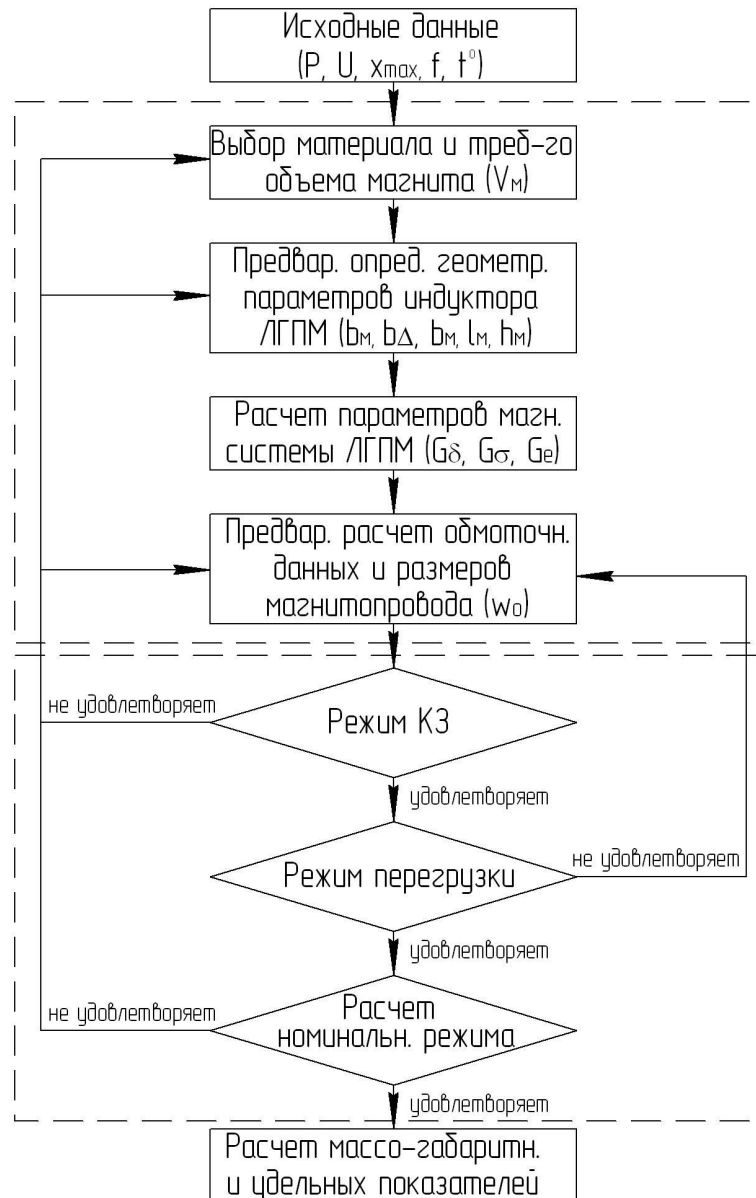 Исходные данные
(P, U, xmax, f, t°)
Выбор материала и треб-го
объема магнита (Vм)
Предвар. опред. геометр.
параметров индуктора
ЛГПМ (bм, bΔ, bм, lм, hм)
Расчет параметров магн.
системы ЛГПМ (Gδ, Gσ, Ge)
Предвар. расчет обмоточн.
данных и размеров
магнитопровода (w0)
не удовлетворяет
Режим КЗ
удовлетворяет
Режим перегрузки
не удовлетворяет
удовлетворяет
не удовлетворяет
Расчет
номинальн. режима
удовлетворяет
Расчет массо-габаритн.
и удельных показателей